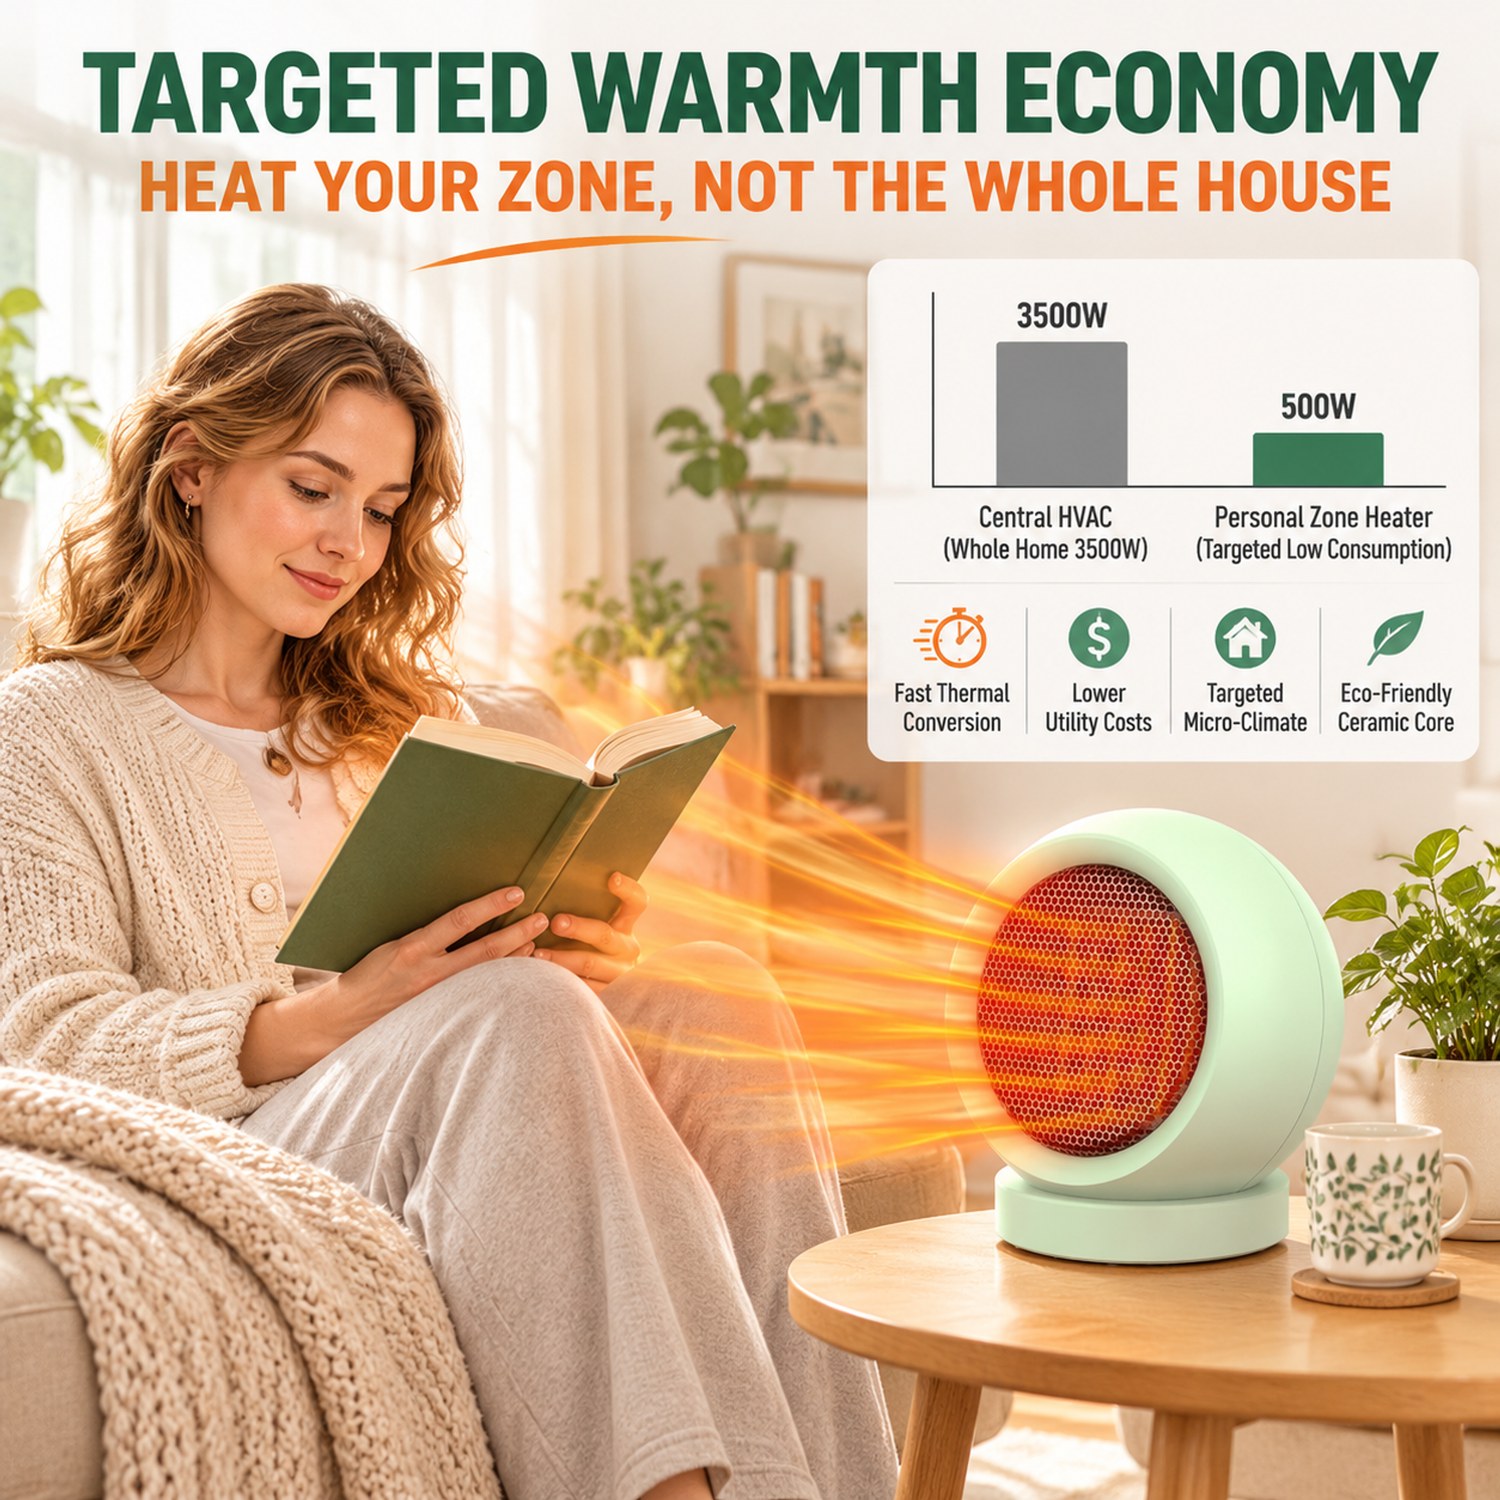 TARGETED WARMTH ECONOMY
HEAT YOUR ZONE, NOT THE WHOLE HOUSE
3500W
500W
Central HVAC
(Whole Home 3500W)
Personal Zone Heater
(Targeted Low Consumption)
Fast Thermal
Conversion
$
Lower
Utility Costs
Targeted
Micro-Climate
Eco-Friendly
Ceramic Core